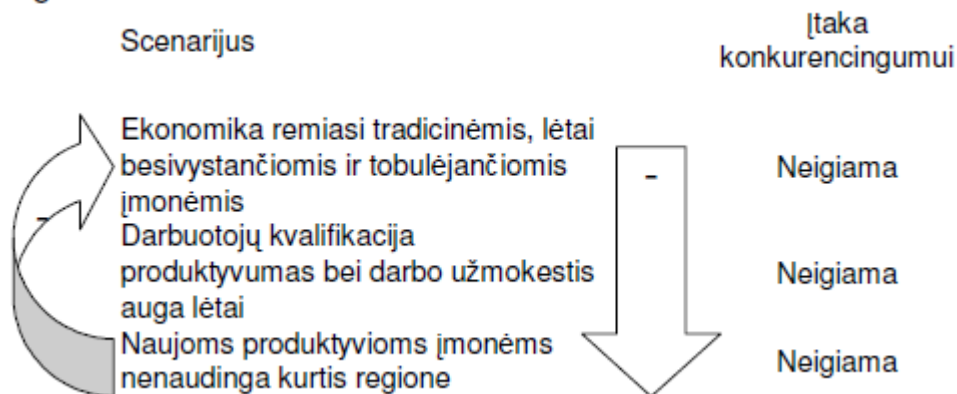 Scenarijus
Įtaka
konkurencingumui
Ekonomika remiasi tradicinėmis, lėtai
besivystančiomis ir tobulėjančiomis
įmonėmis
-
Neigiama
-
Darbuotojų kvalifikacija
produktyvumas bei darbo užmokestis
auga lėtai
Neigiama
Naujoms produktyvioms įmonėms
nenaudinga kurtis regione
Neigiama